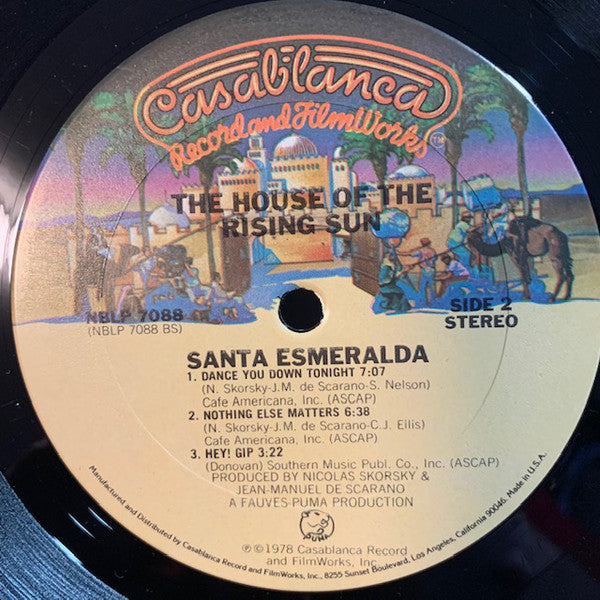 Casablanca
Record and FilmWorks
TM
THE HOUSE OF THE
RISING SUN
NBLP 7088
(NBLP 7088 BS)
SIDE 2
STEREO
SANTA ESMERALDA
1. DANCE YOU DOWN TONIGHT 7:07
(N. Skorsky-J.M. de Scarano-S. Nelson)
Cafe Americana, Inc. (ASCAP)
2. NOTHING ELSE MATTERS 6:38
(N. Skorsky-J.M. de Scarano-C.J. Ellis)
Cafe Americana, Inc. (ASCAP)
3. HEY! GIP 3:22
(Donovan) Southern Music Publ. Co., Inc. (ASCAP)
PRODUCED BY NICOLAS SKORSKY &
JEAN-MANUEL DE SCARANO
A FAUVES-PUMA PRODUCTION
PUMA
℗©1978 Casablanca Record
and FilmWorks, Inc.
Manufactured and Distributed by Casablanca Record and FilmWorks, Inc., 8255 Sunset Boulevard, Los Angeles, California 90046. Made in U.S.A.